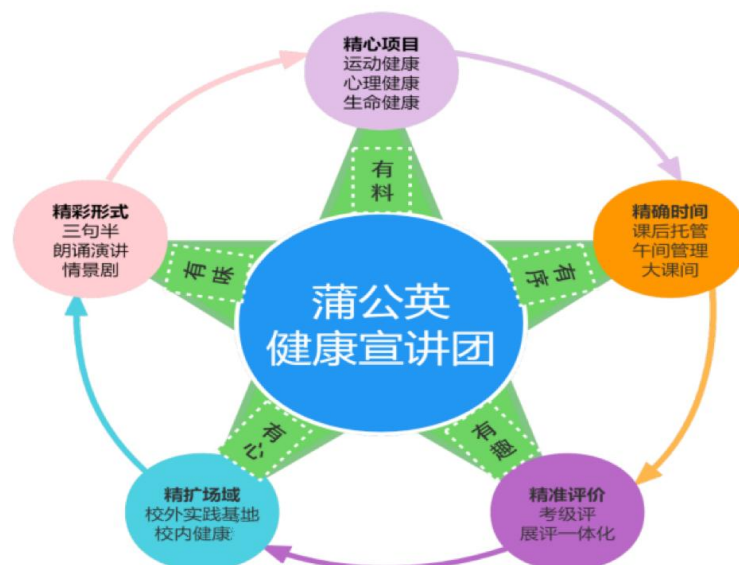 精心项目
运动健康
心理健康
生命健康
有料
精彩形式
三句半
朗诵演讲
情景剧
有味
精确时间
课后托管
午间管理
大课间
有序
蒲公英
健康宣讲团
有心
有趣
精扩场域
校外实践基地
校内健康
精准评价
考级评
展评一体化